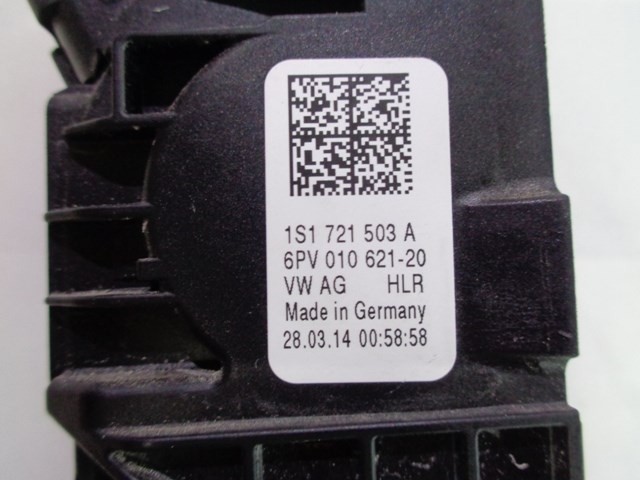 1S1 721 503 A
6PV 010 621-20
VW AG HLR
Made in Germany
28.03.14 00:58:58